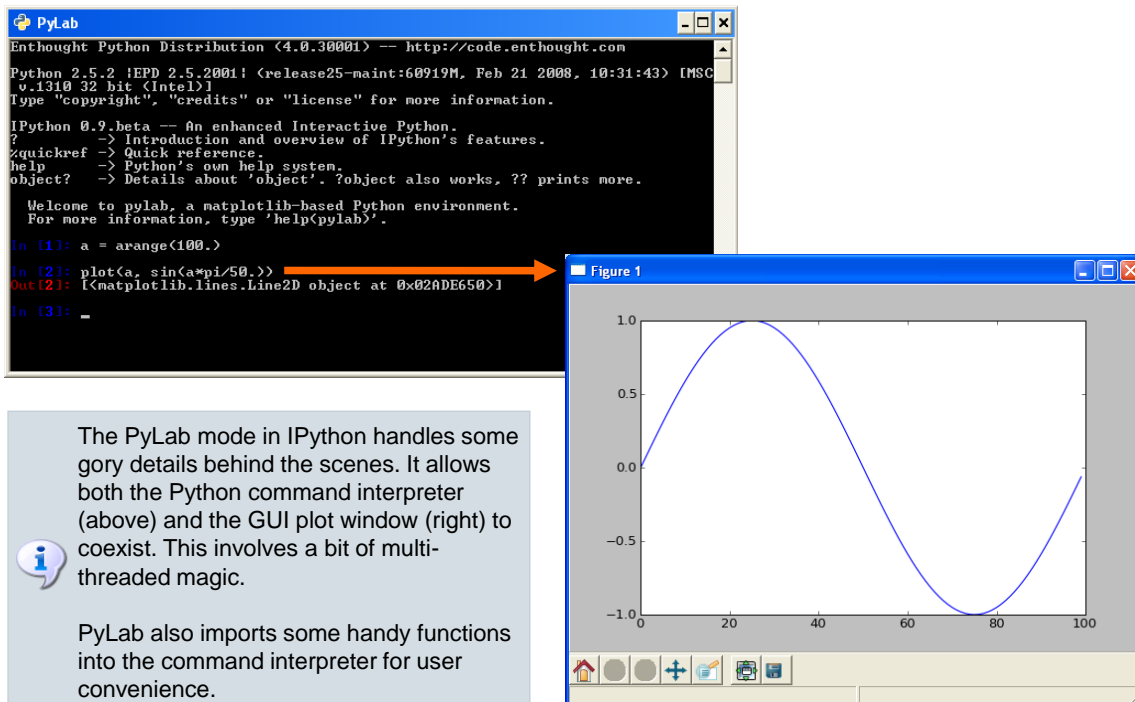 PyLab
Enthought Python Distribution (4.0.30001) -- http://code.enthought.com
Python 2.5.2 |EPD 2.5.2001| (release25-maint:60919M, Feb 21 2008, 10:31:43) [MSC
v.1310 32 bit (Intel)]
Type "copyright", "credits" or "license" for more information.
IPython 0.9.beta -- An enhanced Interactive Python.
? -> Introduction and overview of IPython's features.
%quickref -> Quick reference.
help -> Python's own help system.
object? -> Details about 'object'. ?object also works, ?? prints more.
Welcome to pylab, a matplotlib-based Python environment.
For more information, type 'help(pylab)'.
In [1]: a = arange(100.)
In [2]: plot(a, sin(a*pi/50.))
Out[2]: [<matplotlib.lines.Line2D object at 0x02ADE650>]
In [3]: _
Figure 1
1.0
0.5
0.0
−0.5
−1.0
0 20 40 60 80 100
The PyLab mode in IPython handles some
gory details behind the scenes. It allows
both the Python command interpreter
(above) and the GUI plot window (right) to
coexist. This involves a bit of multi-
threaded magic.
PyLab also imports some handy functions
into the command interpreter for user
convenience.